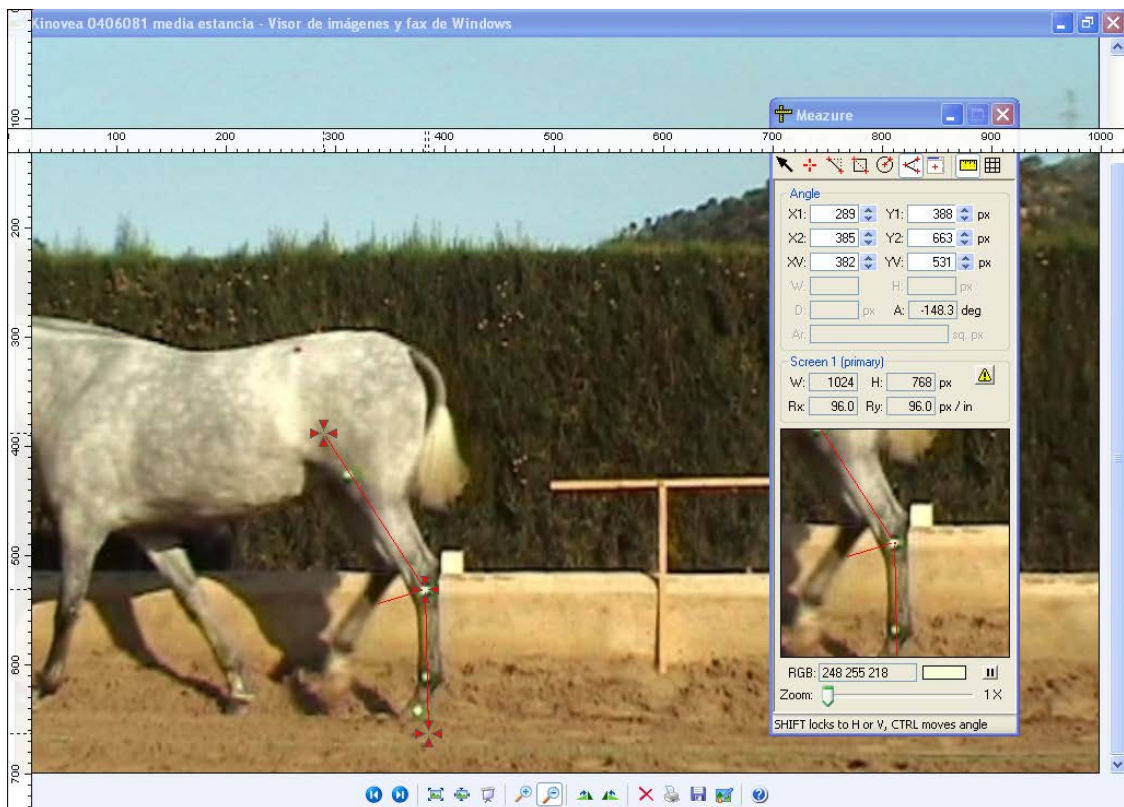 Kinovea 0406081 media estancia - Visor de imágenes y fax de Windows
100
Meazure
100 200 300 400 500 600 700 800 900 1000
Angle
X1: 289 Y1: 388 px
X2: 385 Y2: 663 px
XV: 382 YV: 531 px
W: H: px
D: px A: -148.3 deg
Ar: sq. px
Screen 1 (primary)
W: 1024 H: 768 px
Rx: 96.0 Ry: 96.0 px / in
200
300
400
500
600
700
RGB: 248 255 218
Zoom: 1X
SHIFT locks to H or V, CTRL moves angle